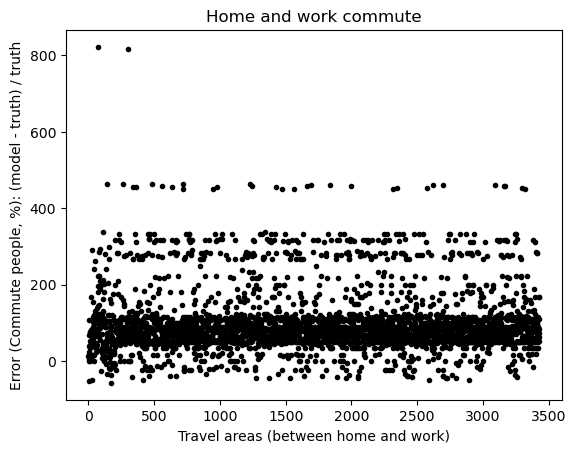 Home and work commute
Error (Commute people, %): (model - truth) / truth
800
600
400
200
0
0 500 1000 1500 2000 2500 3000 3500
Travel areas (between home and work)